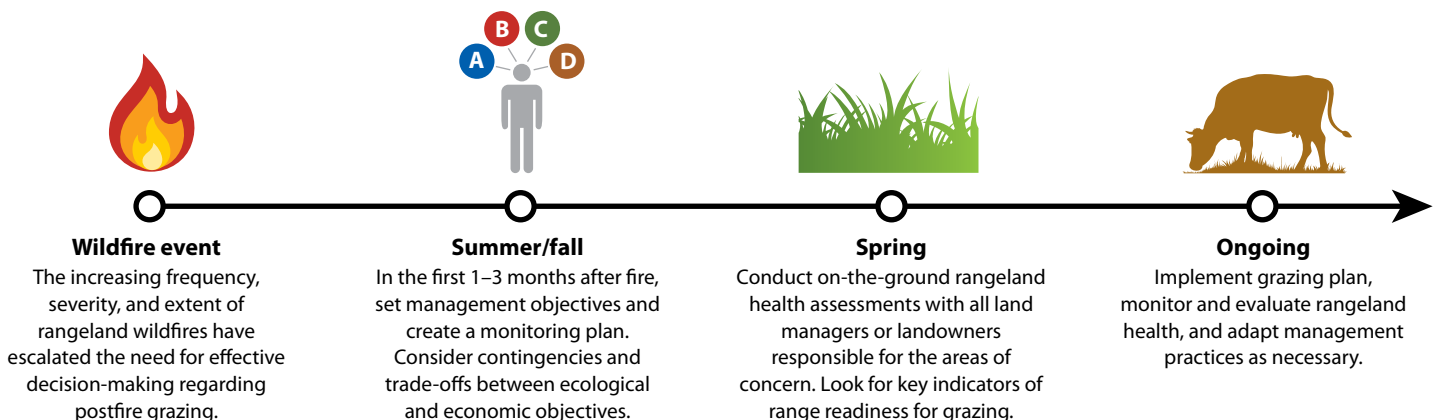 A
B
C
D
Wildfire event
The increasing frequency,
severity, and extent of
rangeland wildfires have
escalated the need for effective
decision-making regarding
postfire grazing.
Summer/fall
In the first 1–3 months after fire,
set management objectives and
create a monitoring plan.
Consider contingencies and
trade-offs between ecological
and economic objectives.
Spring
Conduct on-the-ground rangeland
health assessments with all land
managers or landowners
responsible for the areas of
concern. Look for key indicators of
range readiness for grazing.
Ongoing
Implement grazing plan,
monitor and evaluate rangeland
health, and adapt management
practices as necessary.